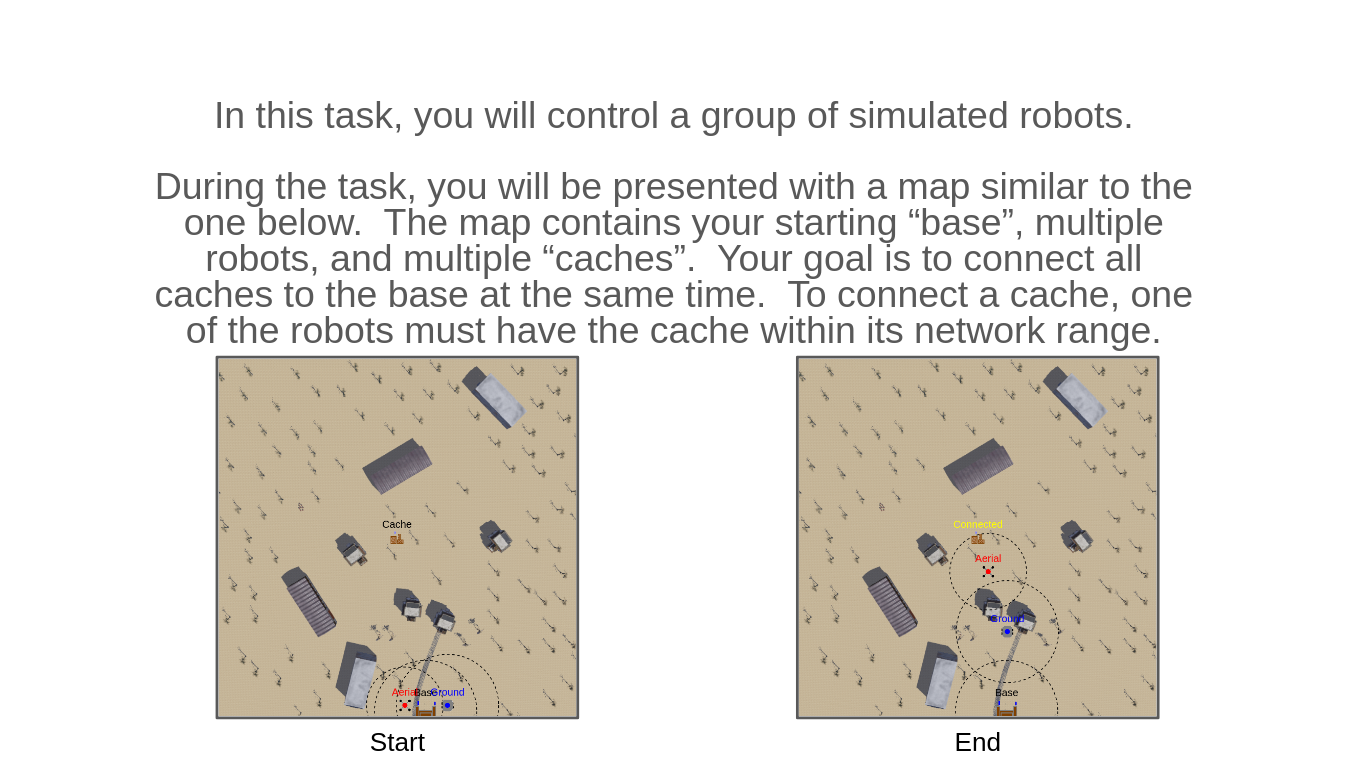 In this task, you will control a group of simulated robots.
During the task, you will be presented with a map similar to the
one below.  The map contains your starting “base”, multiple
robots, and multiple “caches”.  Your goal is to connect all
caches to the base at the same time.  To connect a cache, one
of the robots must have the cache within its network range.
Cache
Aerial Base Ground
Start
Connected
Aerial
Ground
Base
End